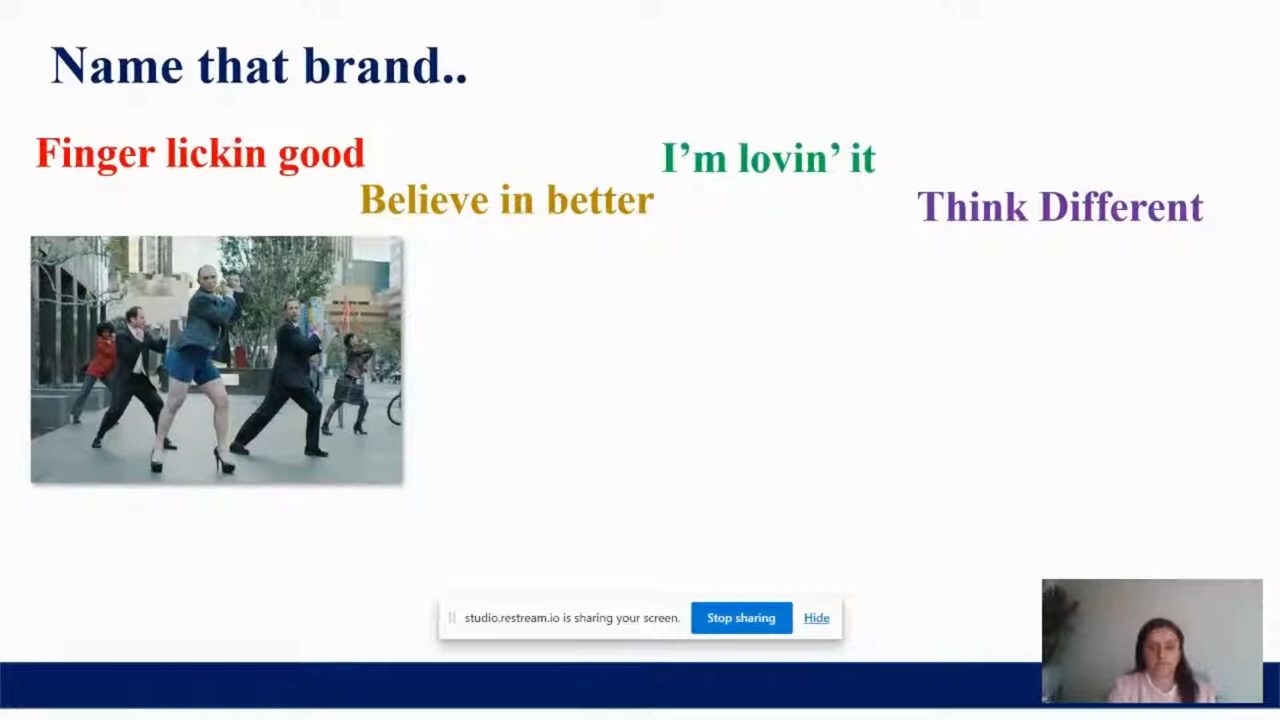 Name that brand..
Finger lickin good
I’m lovin’ it
Believe in better
Think Different
studio.restream.io is sharing your screen.
Stop sharing
Hide